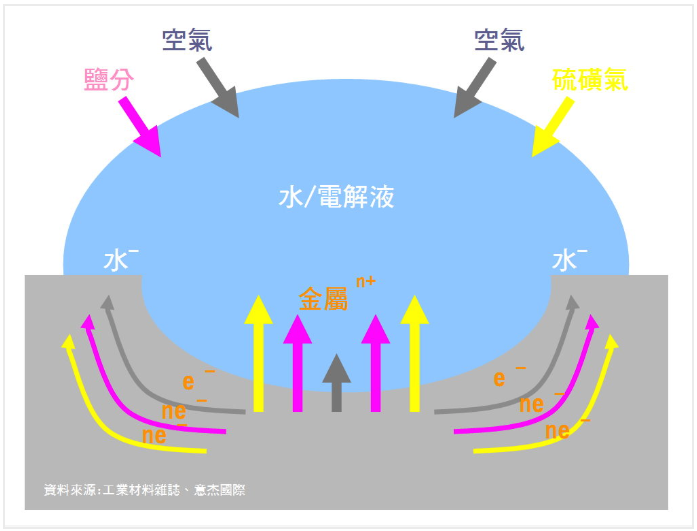 空氣 空氣
鹽分 硫磺氣
水/電解液
水⁻ 水⁻
金屬 n+
e⁻ e⁻
ne⁻ ne⁻
ne⁻ ne⁻
資料來源:工業材料雜誌、意杰國際